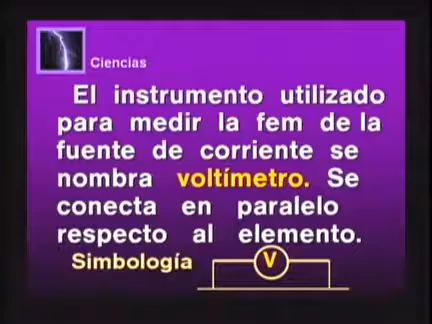 Ciencias
El instrumento utilizado
para medir la fem de la
fuente de corriente se
nombra voltímetro. Se
conecta en paralelo
respecto al elemento.
Simbología V